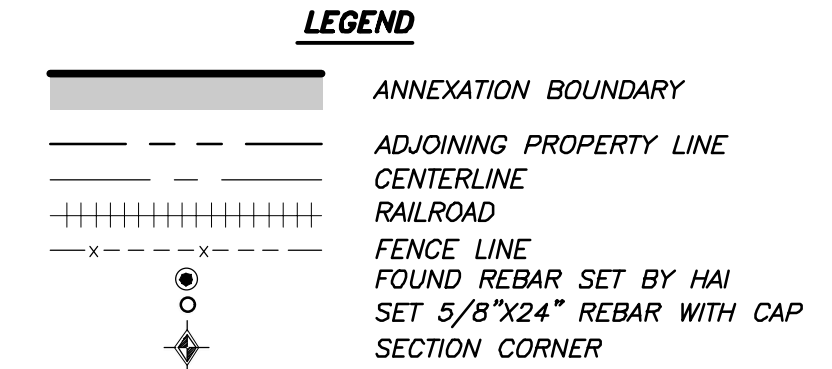 LEGEND
ANNEXATION BOUNDARY
ADJOINING PROPERTY LINE
CENTERLINE
RAILROAD
X X FENCE LINE
FOUND REBAR SET BY HAI
SET 5/8"X24" REBAR WITH CAP
SECTION CORNER